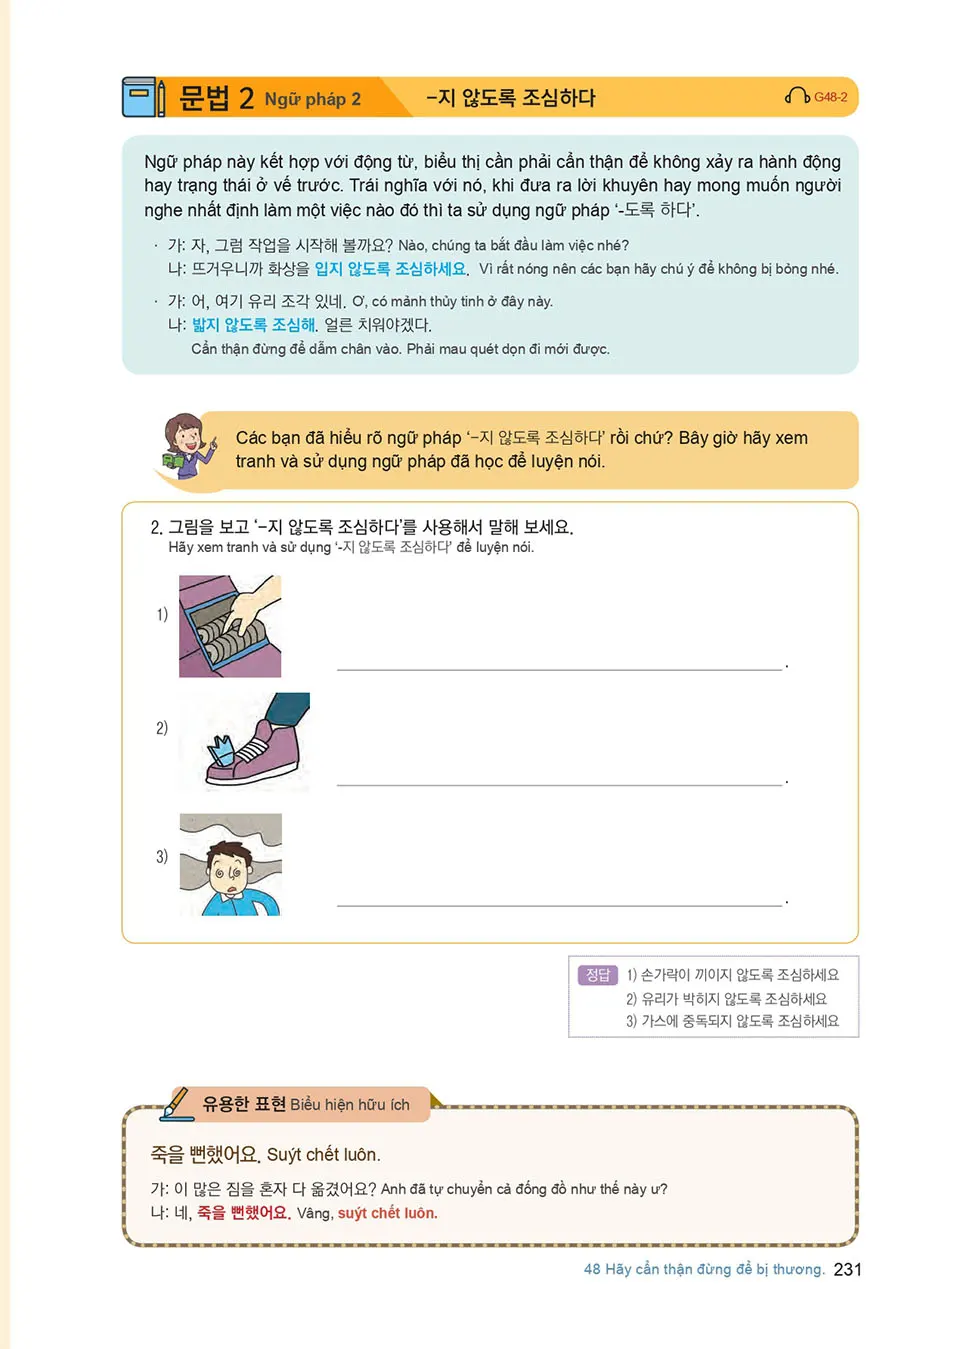 문법 2 Ngữ pháp 2 -지 않도록 조심하다 G48-2
Ngữ pháp này kết hợp với động từ, biểu thị cần phải cẩn thận để không xảy ra hành động
hay trạng thái ở vế trước. Trái nghĩa với nó, khi đưa ra lời khuyên hay mong muốn người
nghe nhất định làm một việc nào đó thì ta sử dụng ngữ pháp ‘-도록 하다’.
· 가: 자, 그럼 작업을 시작해 볼까요? Nào, chúng ta bắt đầu làm việc nhé?
나: 뜨거우니까 화상을 입지 않도록 조심하세요. Vì rất nóng nên các bạn hãy chú ý để không bị bỏng nhé.
· 가: 어, 여기 유리 조각 있네. Ơ, có mảnh thủy tinh ở đây này.
나: 밟지 않도록 조심해. 얼른 치워야겠다.
Cẩn thận đừng để dẫm chân vào. Phải mau quét dọn đi mới được.
Các bạn đã hiểu rõ ngữ pháp ‘-지 않도록 조심하다’ rồi chứ? Bây giờ hãy xem
tranh và sử dụng ngữ pháp đã học để luyện nói.
2. 그림을 보고 ‘-지 않도록 조심하다’를 사용해서 말해 보세요.
Hãy xem tranh và sử dụng ‘-지 않도록 조심하다’ để luyện nói.
1)
.
2)
.
3)
.
정답 1) 손가락이 끼이지 않도록 조심하세요
2) 유리가 박히지 않도록 조심하세요
3) 가스에 중독되지 않도록 조심하세요
유용한 표현 Biểu hiện hữu ích
죽을 뻔했어요. Suýt chết luôn.
가: 이 많은 짐을 혼자 다 옮겼어요? Anh đã tự chuyển cả đống đồ như thế này ư?
나: 네, 죽을 뻔했어요. Vâng, suýt chết luôn.
48 Hãy cẩn thận đừng để bị thương. 231